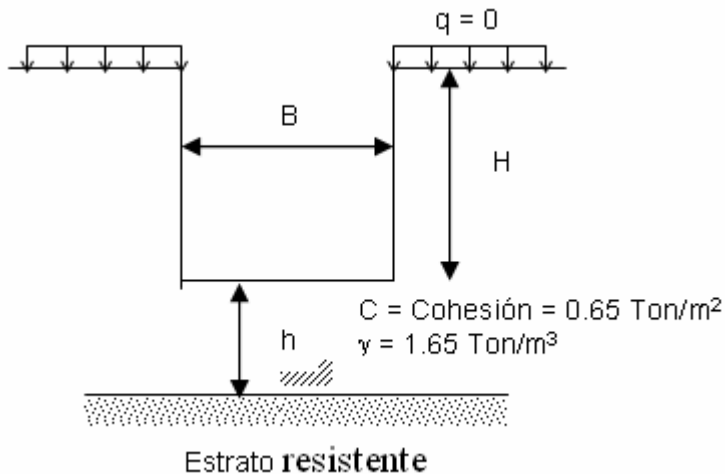 q = 0
B
H
C = Cohesión = 0.65 Ton/m²
h
γ = 1.65 Ton/m³
Estrato resistente